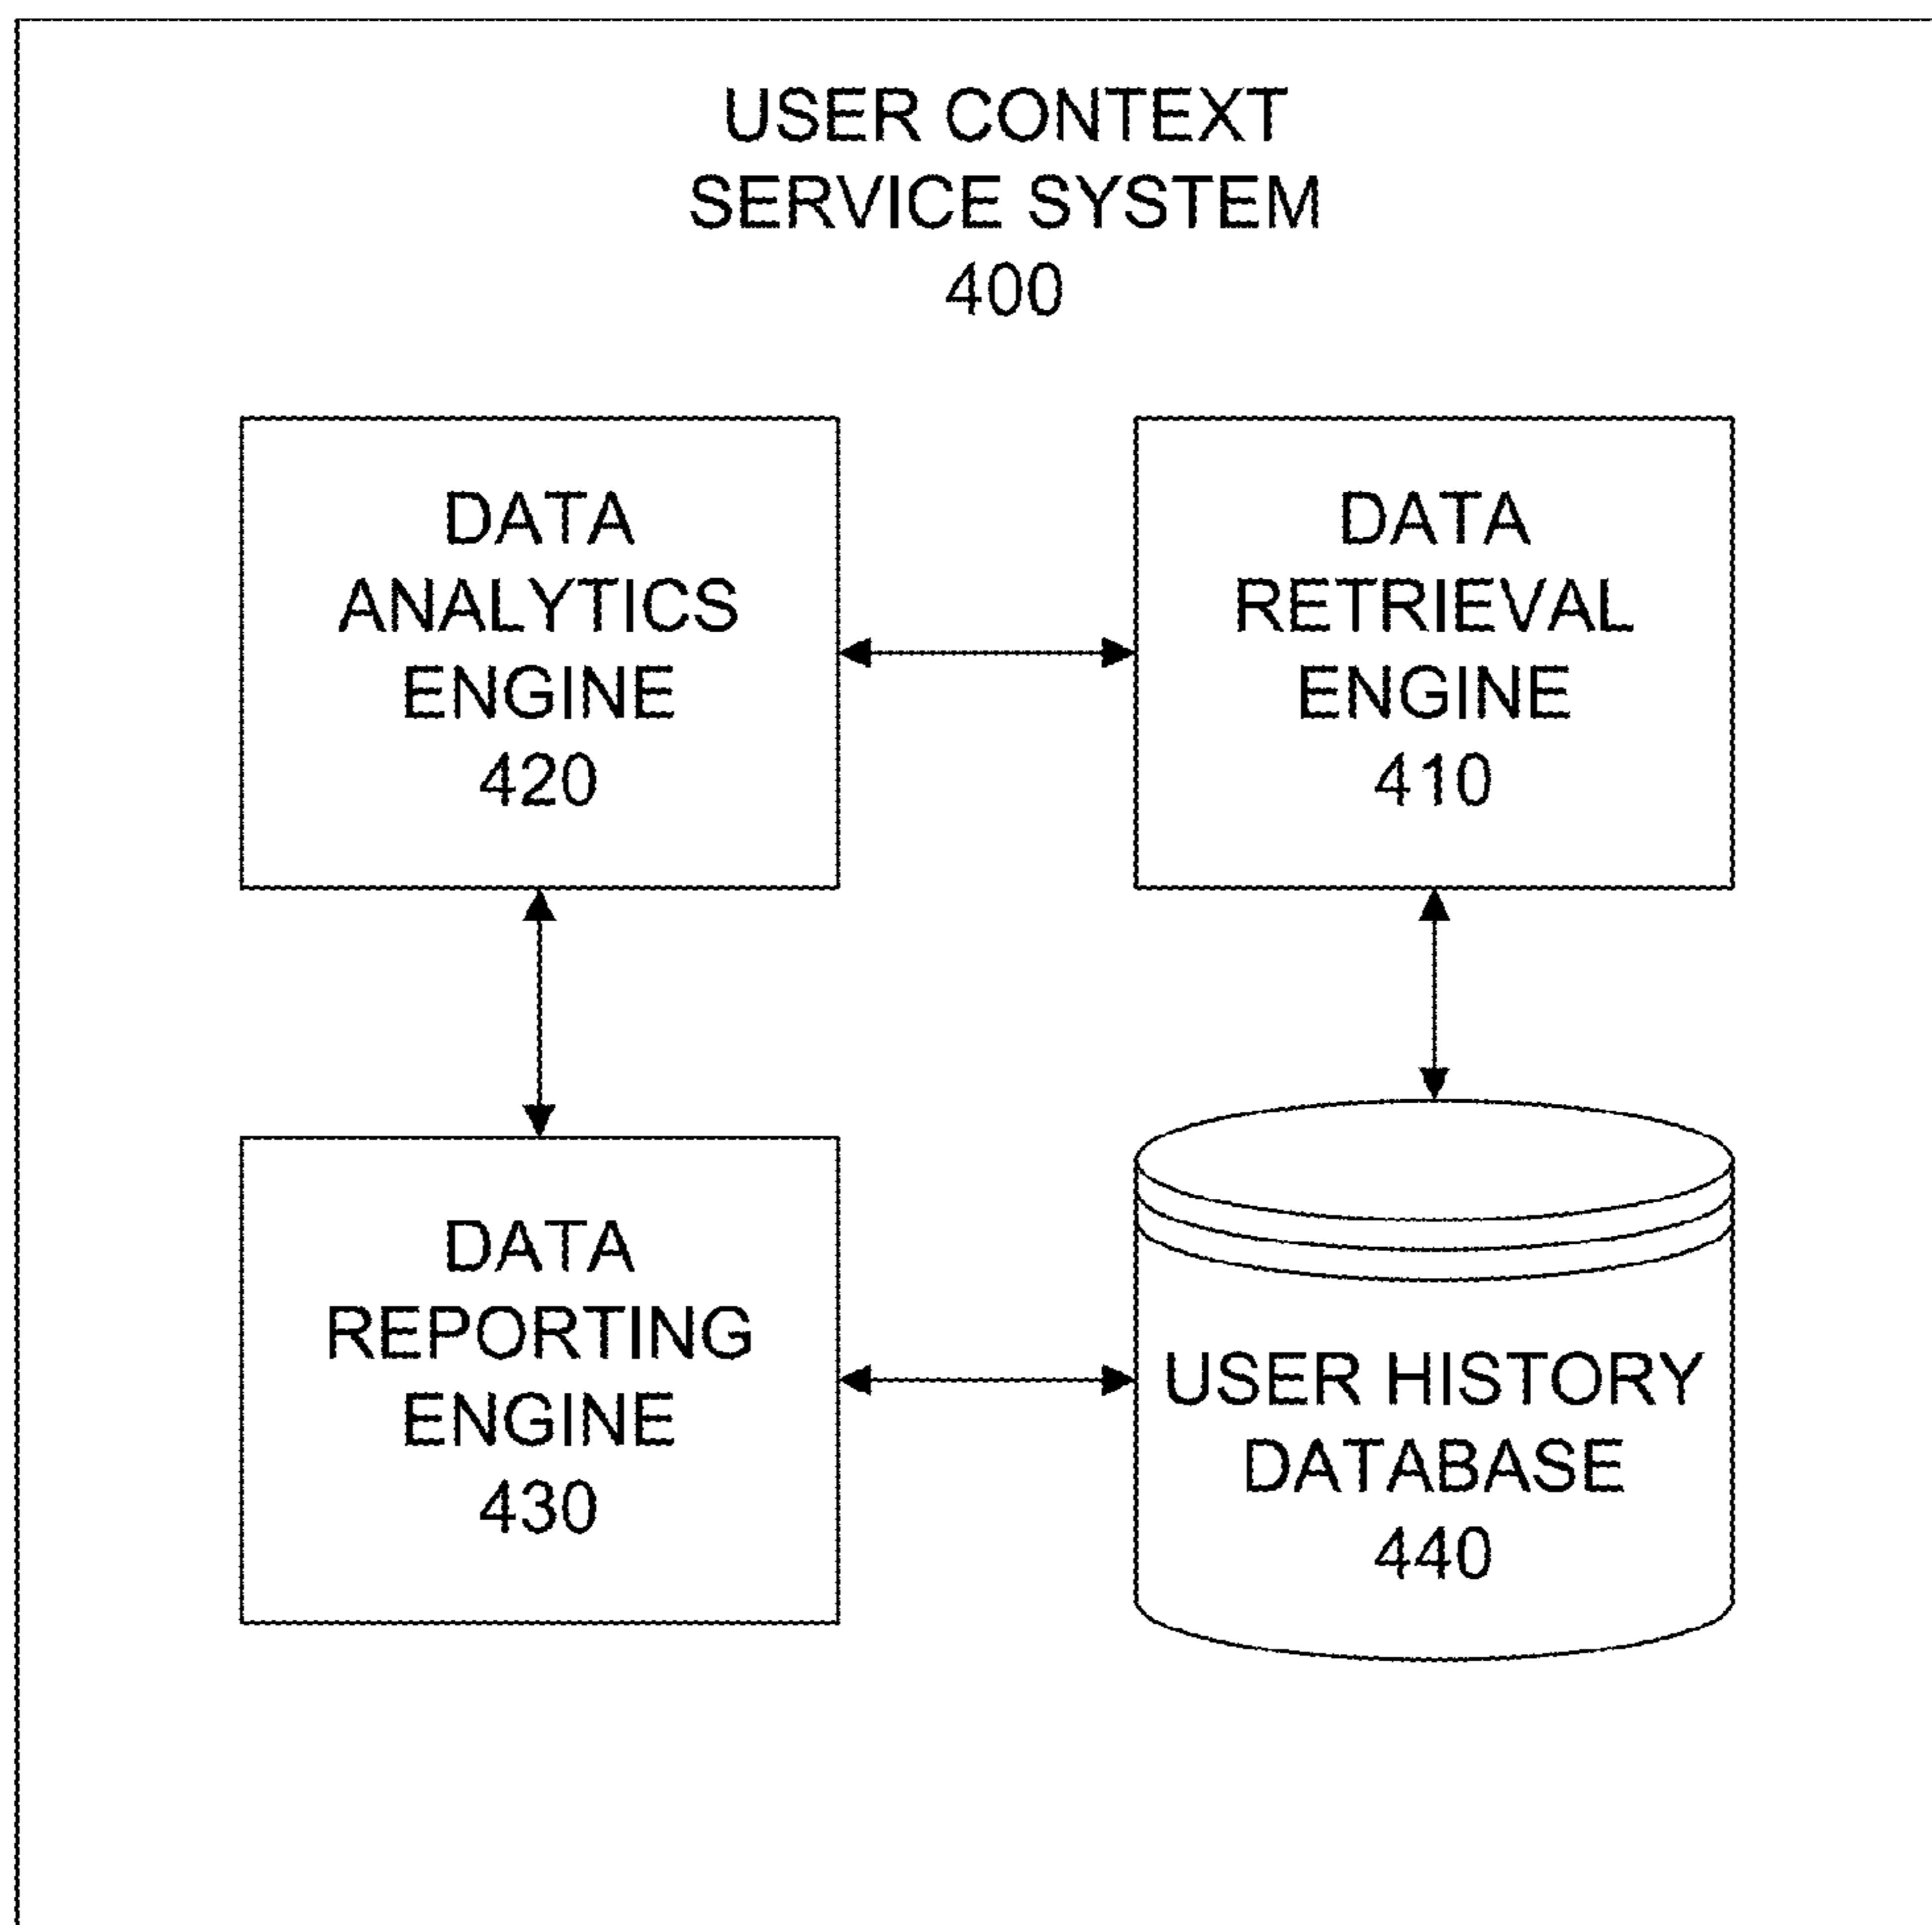 USER CONTEXT
SERVICE SYSTEM
400
DATA
ANALYTICS
ENGINE
420
DATA
RETRIEVAL
ENGINE
410
DATA
REPORTING
ENGINE
430
USER HISTORY
DATABASE
440